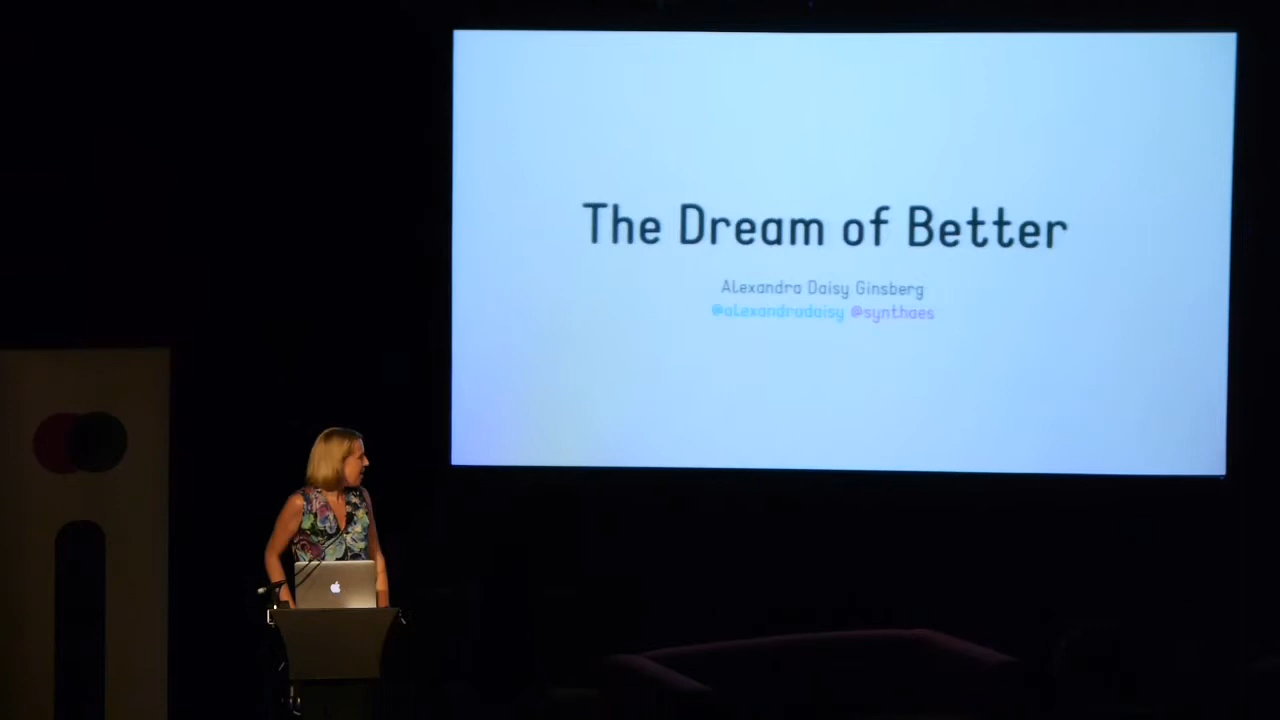 The Dream of Better
Alexandra Daisy Ginsberg
@alexandradaisy @synthaes